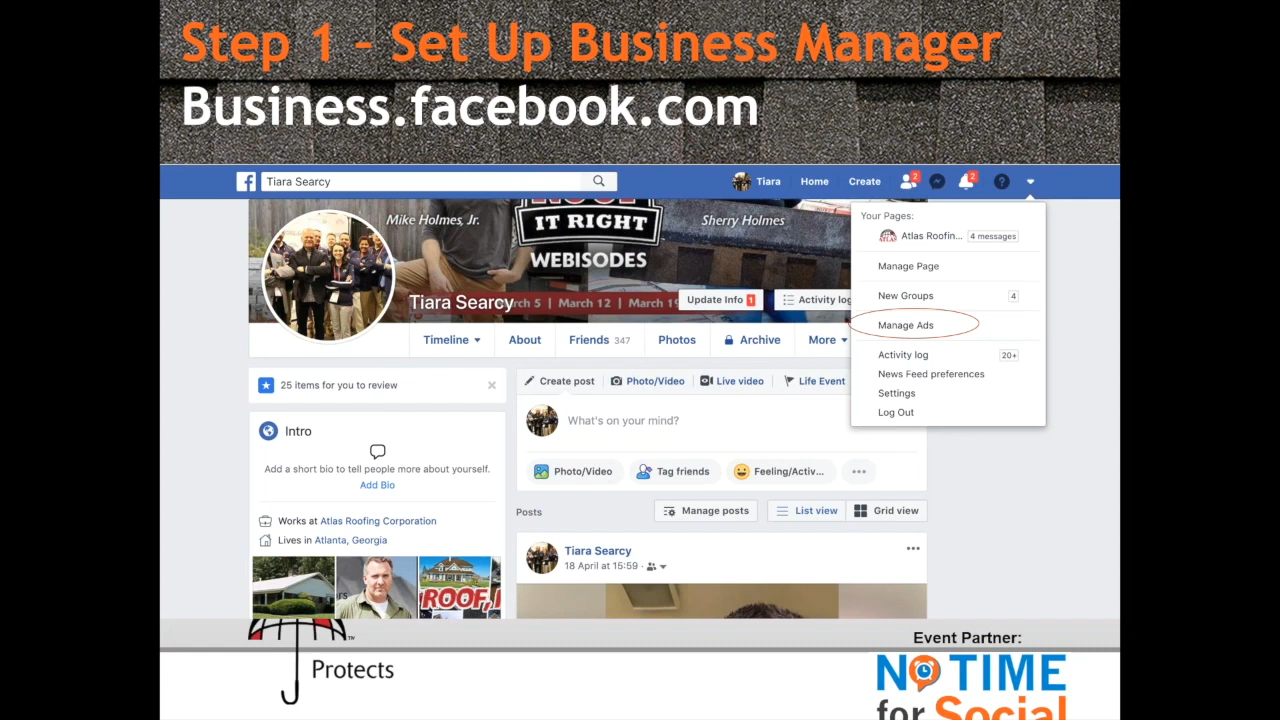 Step 1 – Set Up Business Manager
Business.facebook.com
Tiara Searcy
Tiara
Home
Create
2
2
?
Mike Holmes, Jr.
IT RIGHT
Sherry Holmes
WEBISODES
Tiara Searcy
March 5 | March 12 | March 19
Update Info 1
Activity log
Your Pages:
ATLAS
Atlas Roofin... 4 messages
Manage Page
New Groups 4
Manage Ads
Activity log 20+
News Feed preferences
Settings
Log Out
Timeline
About
Friends 347
Photos
Archive
More
25 items for you to review
Create post
Photo/Video
Live video
Life Event
What's on your mind?
Intro
Add a short bio to tell people more about yourself.
Add Bio
Photo/Video
Tag friends
Feeling/Activ...
Works at Atlas Roofing Corporation
Lives in Atlanta, Georgia
Posts
Manage posts
List view
Grid view
Tiara Searcy
18 April at 15:59
TM
Protects
Event Partner:
NO TIME
for Social